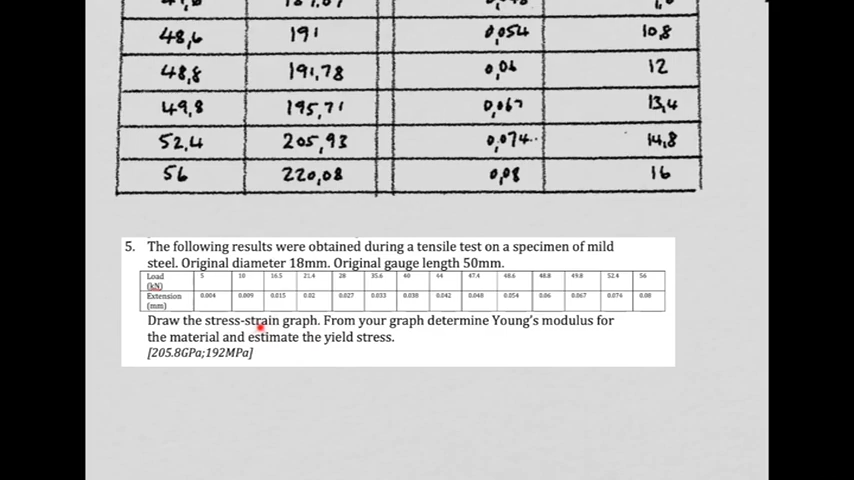 48,6 191 0,054 10,8
48,8 191,78 0,06 12
49,8 195,71 0,067 13,4
52,4 205,93 0,074 14,8
56 220,08 0,08 16
5. The following results were obtained during a tensile test on a specimen of mild
steel. Original diameter 18mm. Original gauge length 50mm.
Load 5 10 16.5 21.4 28 35.6 40 44 47.4 48.6 48.8 49.8 52.4 56
(kN)
Extension 0.004 0.009 0.015 0.02 0.027 0.033 0.038 0.042 0.048 0.054 0.06 0.067 0.074 0.08
(mm)
Draw the stress-strain graph. From your graph determine Young's modulus for
the material and estimate the yield stress.
[205.8GPa;192MPa]